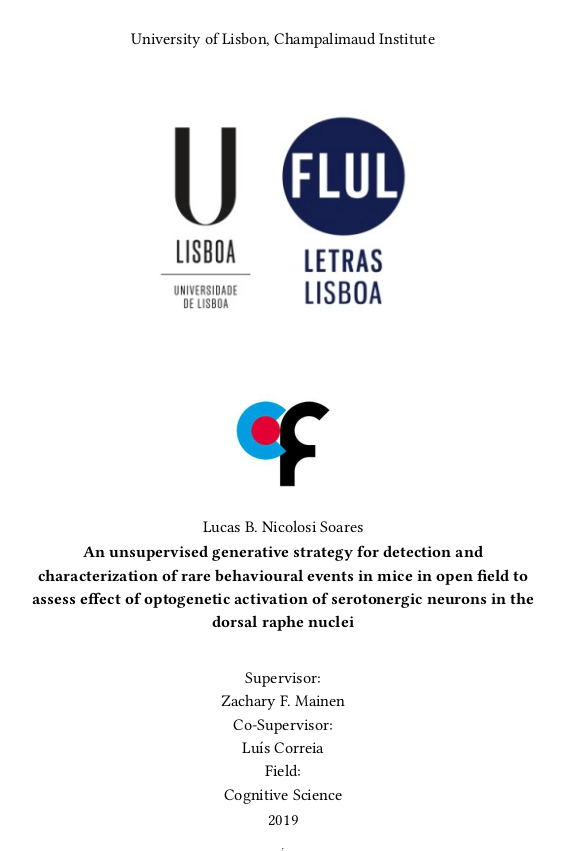 University of Lisbon, Champalimaud Institute
U
LISBOA
UNIVERSIDADE
DE LISBOA
FLUL
LETRAS
LISBOA
cf
Lucas B. Nicolosi Soares
An unsupervised generative strategy for detection and
characterization of rare behavioural events in mice in open field to
assess effect of optogenetic activation of serotonergic neurons in the
dorsal raphe nuclei
Supervisor:
Zachary F. Mainen
Co-Supervisor:
Luís Correia
Field:
Cognitive Science
2019